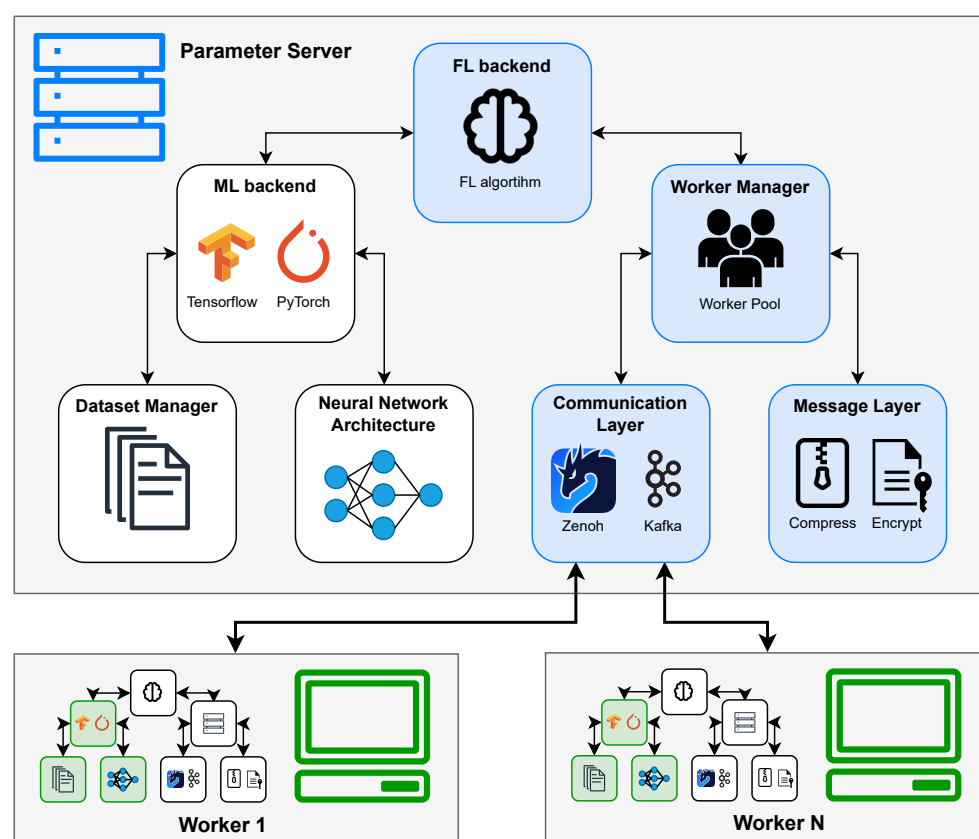 Parameter Server
FL backend
FL algortihm
ML backend
Tensorflow
PyTorch
Worker Manager
Worker Pool
Dataset Manager
Neural Network
Architecture
Communication
Layer
Zenoh
Kafka
Message Layer
Compress
Encrypt
Worker 1
Worker N